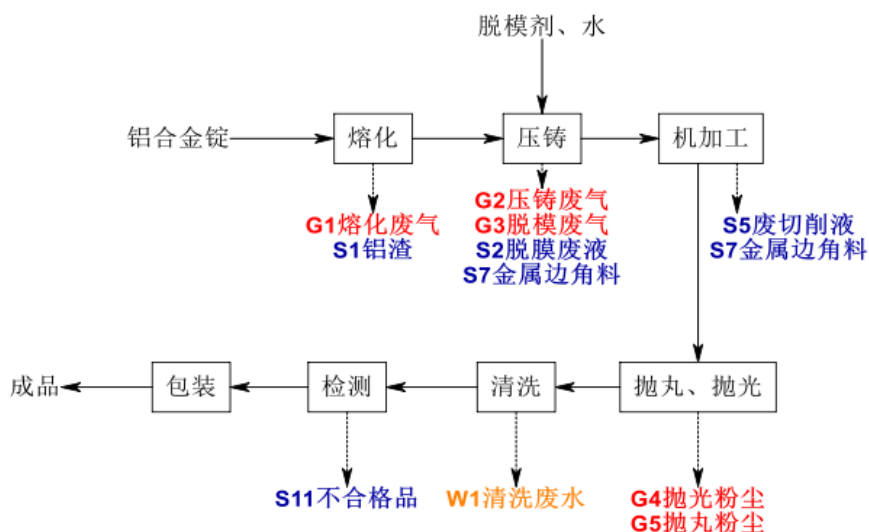 脱模剂、水
铝合金锭
熔化
压铸
机加工
G1熔化废气
S1铝渣
G2压铸废气
G3脱模废气
S2脱膜废液
S7金属边角料
S5废切削液
S7金属边角料
成品
包装
检测
清洗
抛丸、抛光
S11不合格品
W1清洗废水
G4抛光粉尘
G5抛丸粉尘